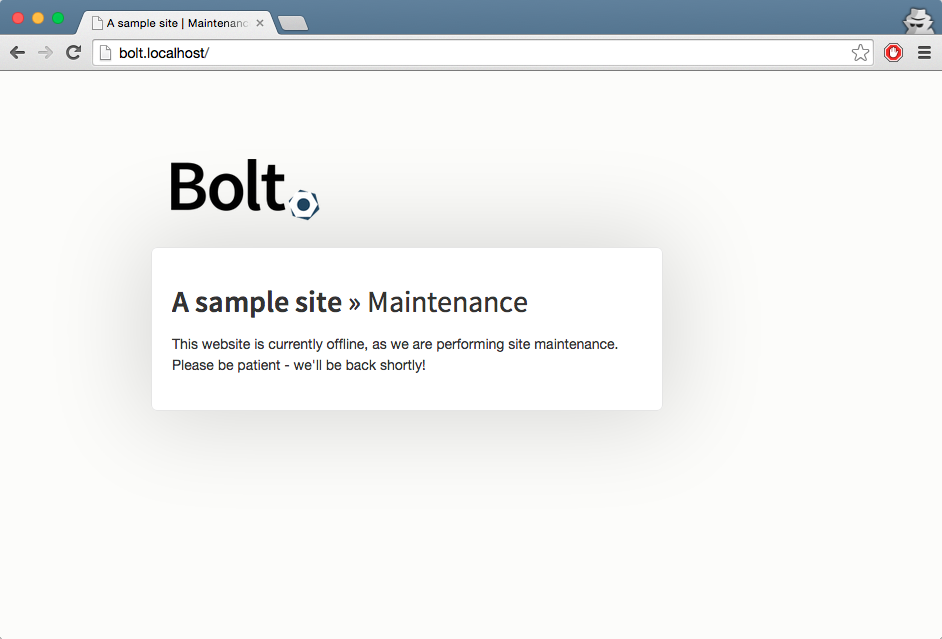 A sample site | Maintenanc
bolt.localhost/
Bolt
A sample site » Maintenance
This website is currently offline, as we are performing site maintenance.
Please be patient - we'll be back shortly!